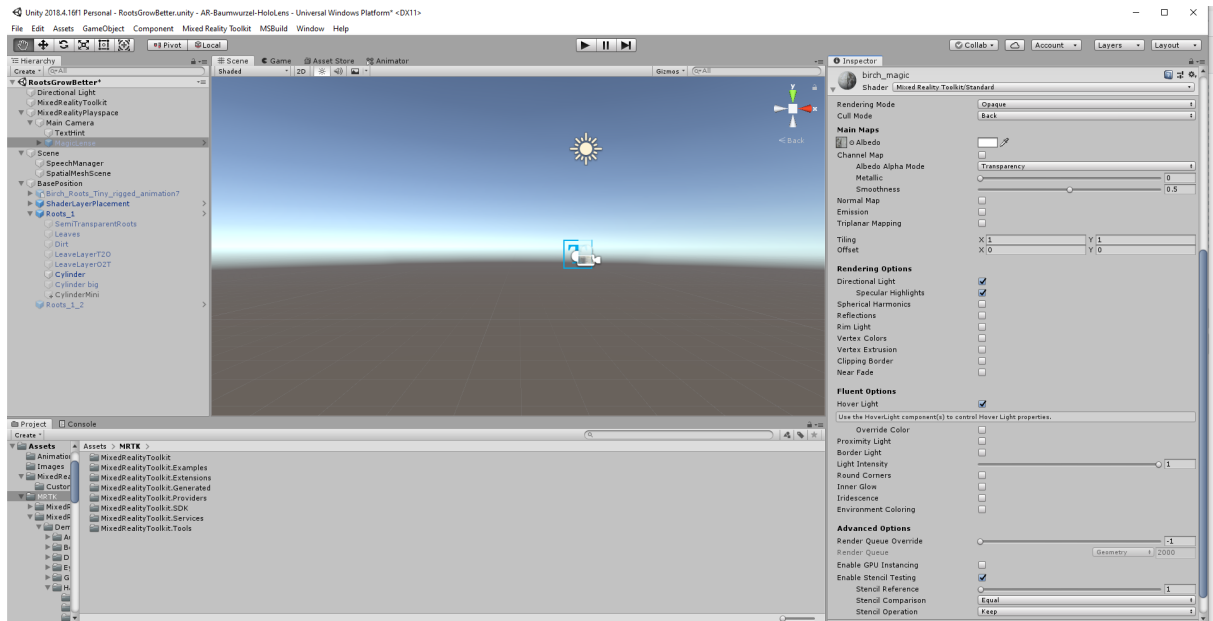 Unity 2018.4.16f1 Personal - RootsGrowBetter.unity - AR-Baumwurzel-HoloLens - Universal Windows Platform* <DX11>
File Edit Assets GameObject Component Mixed Reality Toolkit MSBuild Window Help
Pivot Local Collab Account Layers Layout
Hierarchy
Create All
RootsGrowBetter*
Directional Light
MixedRealityToolkit
MixedRealityPlayspace
Main Camera
TextHint
MagicLense
Scene
SpeechManager
SpatialMeshScene
BasePosition
Birch_Roots_Tiny_rigged_animation7
ShaderLayerPlacement
Roots_1
SemiTransparentRoots
Leaves
Dirt
LeaveLayerT2O
LeaveLayerO2T
Cylinder
Cylinder big
CylinderMini
Roots_1_2
Scene Game Asset Store Animator
Shaded 2D Gizmos All
y
x
Back
Project Console
Create
Assets
Animation
Images
MixedRea
Custor
MRTK
MixedR
MixedR
Dem
Assets > MRTK >
MixedRealityToolkit
MixedRealityToolkit.Examples
MixedRealityToolkit.Extensions
MixedRealityToolkit.Generated
MixedRealityToolkit.Providers
MixedRealityToolkit.SDK
MixedRealityToolkit.Services
MixedRealityToolkit.Tools
Inspector
birch_magic
Shader Mixed Reality Toolkit/Standard
Rendering Mode Opaque
Cull Mode Back
Main Maps
Albedo
Channel Map
Albedo Alpha Mode Transparency
Metallic 0
Smoothness 0.5
Normal Map
Emission
Triplanar Mapping
Tiling X 1 Y 1
Offset X 0 Y 0
Rendering Options
Directional Light
Specular Highlights
Spherical Harmonics
Reflections
Rim Light
Vertex Colors
Vertex Extrusion
Clipping Border
Near Fade
Fluent Options
Hover Light
Use the HoverLight component(s) to control Hover Light properties.
Override Color
Proximity Light
Border Light
Light Intensity 1
Round Corners
Inner Glow
Iridescence
Environment Coloring
Advanced Options
Render Queue Override -1
Render Queue Geometry 2000
Enable GPU Instancing
Enable Stencil Testing
Stencil Reference 1
Stencil Comparison Equal
Stencil Operation Keep